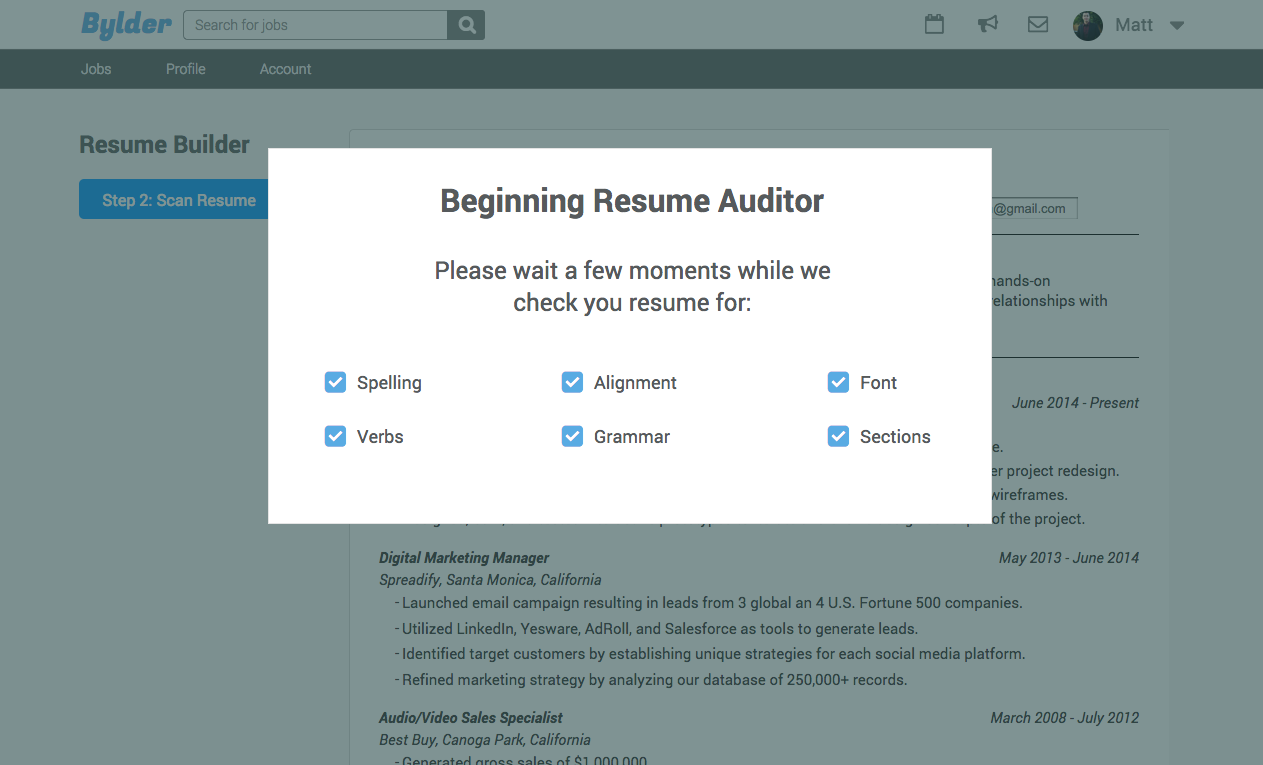 Bylder
Search for jobs
Matt
Jobs Profile Account
Resume Builder
Step 2: Scan Resume
Beginning Resume Auditor
Please wait a few moments while we
check you resume for:
Spelling Alignment Font
Verbs Grammar Sections
@gmail.com
hands-on
relationships with
June 2014 - Present
project redesign.
wireframes.
of the project.
Digital Marketing Manager May 2013 - June 2014
Spreadify, Santa Monica, California
- Launched email campaign resulting in leads from 3 global an 4 U.S. Fortune 500 companies.
- Utilized LinkedIn, Yesware, AdRoll, and Salesforce as tools to generate leads.
- Identified target customers by establishing unique strategies for each social media platform.
- Refined marketing strategy by analyzing our database of 250,000+ records.
Audio/Video Sales Specialist March 2008 - July 2012
Best Buy, Canoga Park, California
- Generated gross sales of $1,000,000